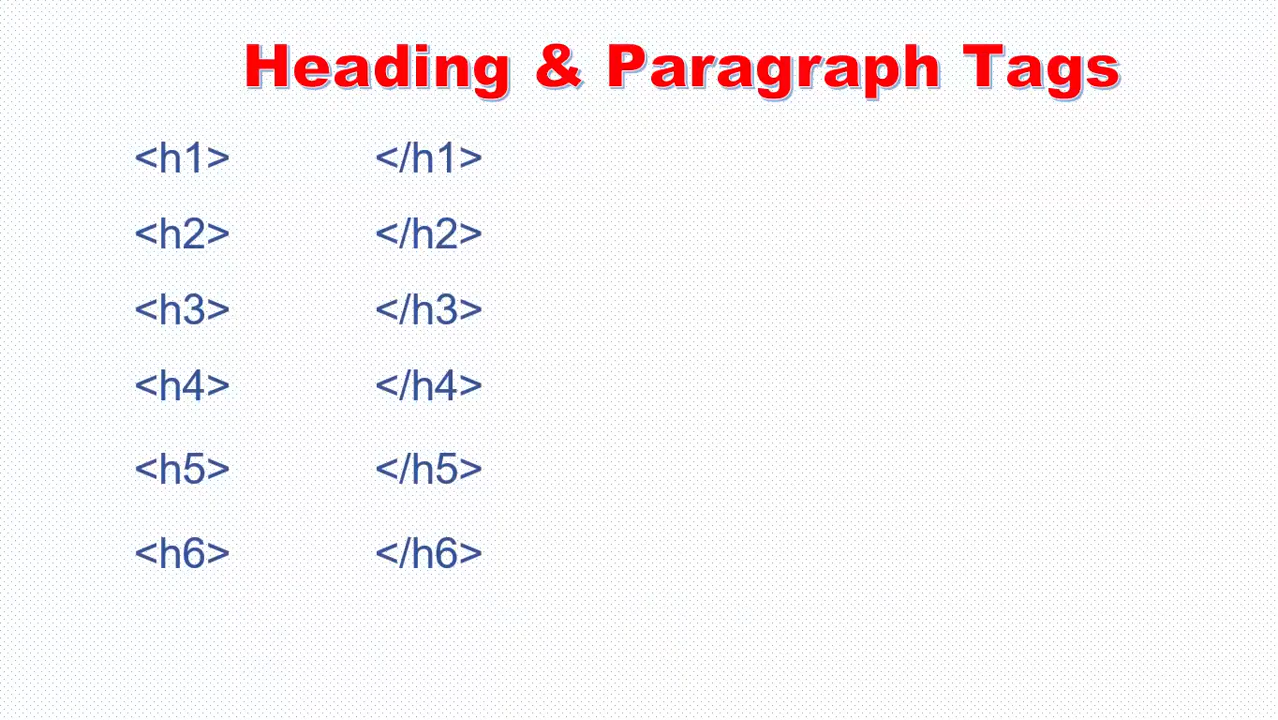 Heading & Paragraph Tags
<h1> </h1>
<h2> </h2>
<h3> </h3>
<h4> </h4>
<h5> </h5>
<h6> </h6>